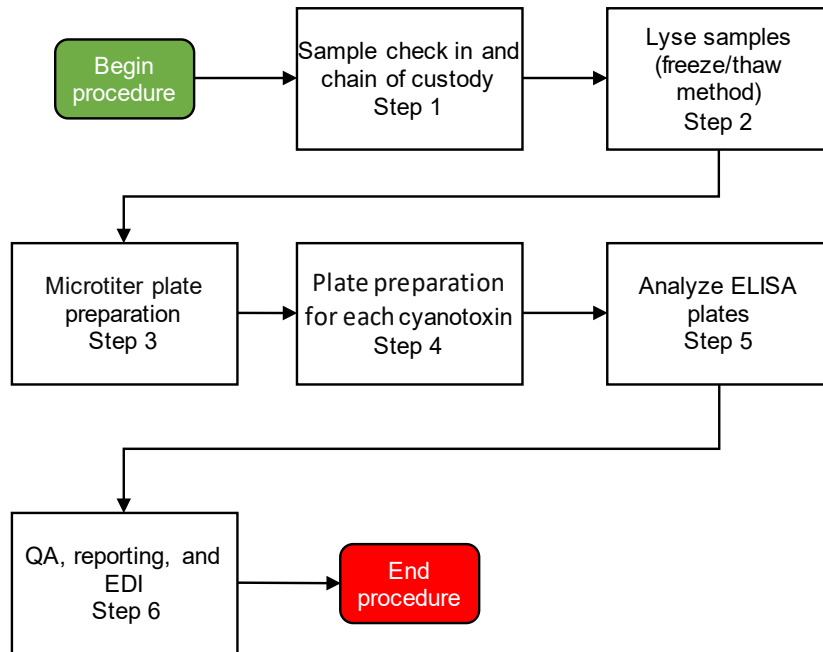 Begin
procedure
Sample check in and
chain of custody
Step 1
Lyse samples
(freeze/thaw
method)
Step 2
Microtiter plate
preparation
Step 3
Plate preparation
for each cyanotoxin
Step 4
Analyze ELISA
plates
Step 5
QA, reporting, and
EDI
Step 6
End
procedure